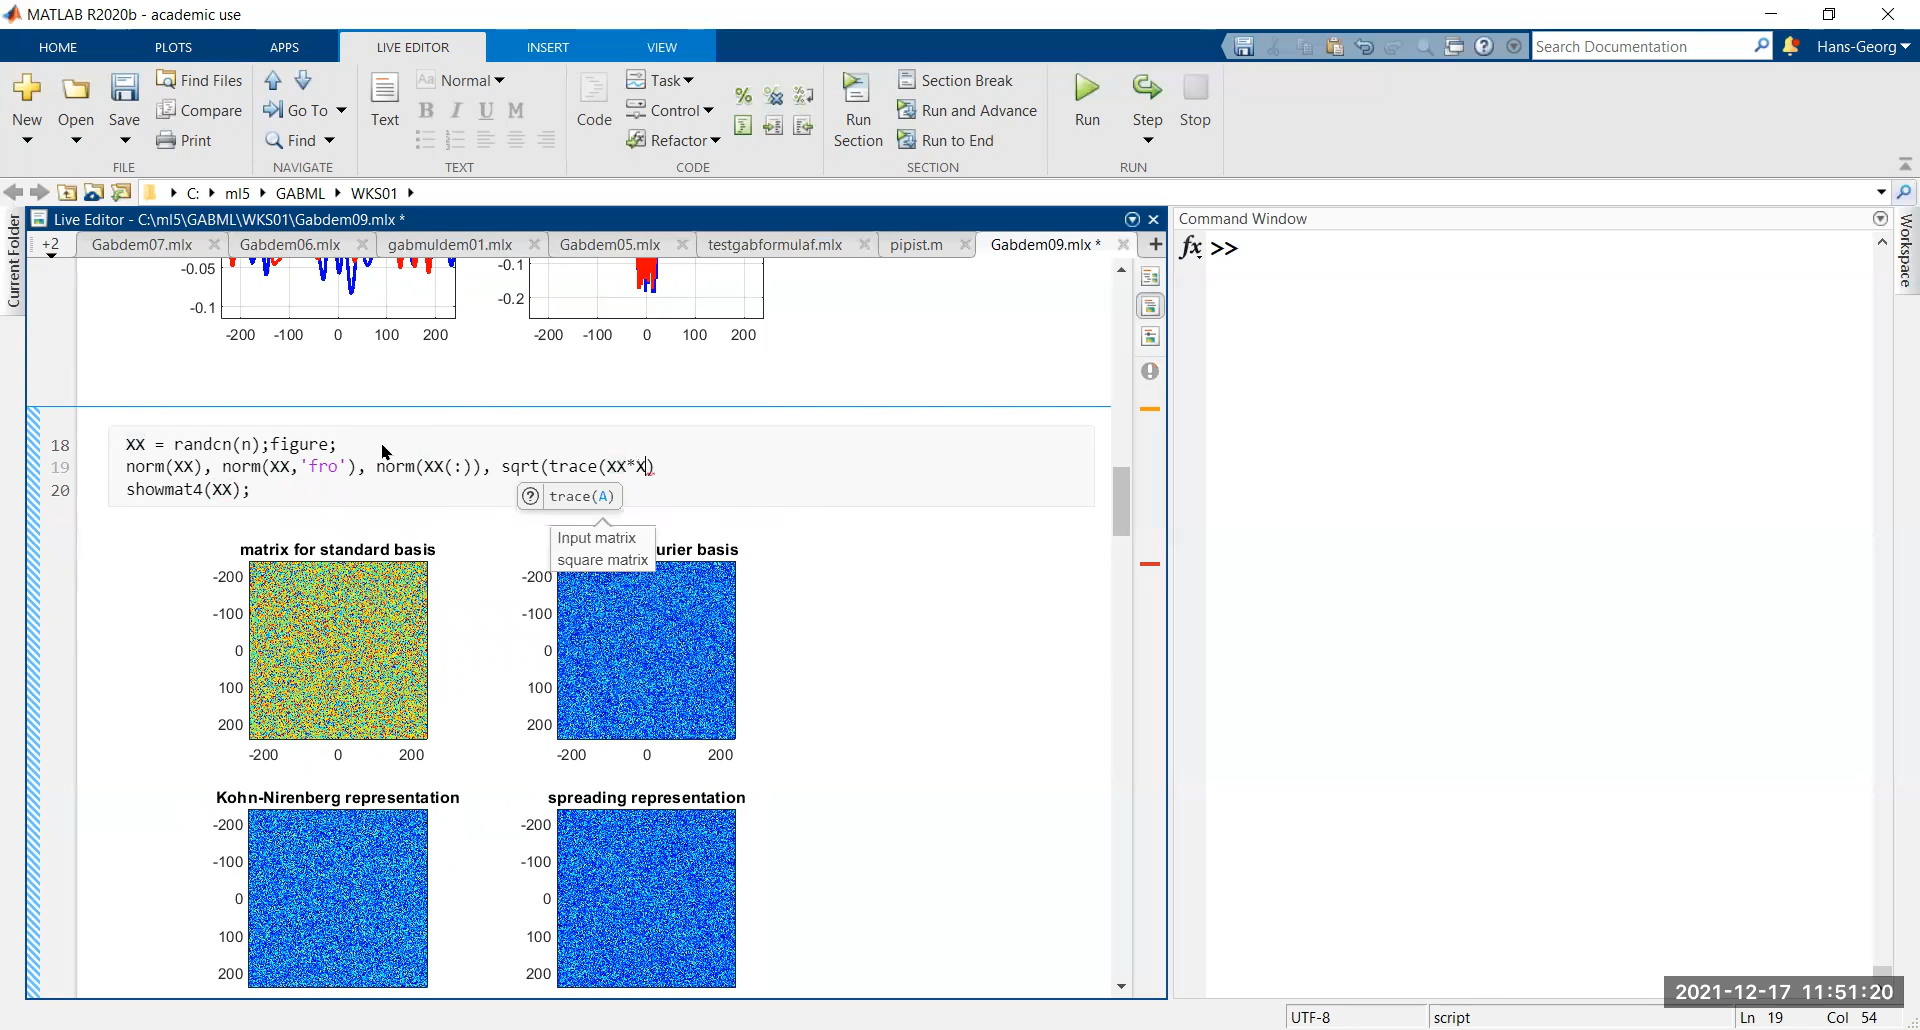 MATLAB R2020b - academic use
HOME PLOTS APPS LIVE EDITOR INSERT VIEW
Search Documentation
Hans-Georg
New
Open
Save
Find Files
Compare
Print
FILE
Go To
Find
NAVIGATE
Text
Aa Normal
B I U M
TEXT
Code
Task
Control
Refactor
CODE
Run
Section
Section Break
Run and Advance
Run to End
SECTION
Run
Step
Stop
RUN
C: ▸ ml5 ▸ GABML ▸ WKS01 ▸
Current Folder
Live Editor - C:\ml5\GABML\WKS01\Gabdem09.mlx *
+2 Gabdem07.mlx Gabdem06.mlx gabmuldem01.mlx Gabdem05.mlx testgabformulaf.mlx pipist.m Gabdem09.mlx * +
-0.05
-0.1
-200 -100 0 100 200
-0.1
-0.2
-200 -100 0 100 200
18 XX = randcn(n);figure;
19 norm(XX), norm(XX,'fro'), norm(XX(:)), sqrt(trace(XX*X)
20 showmat4(XX);
trace(A)
Input matrix
square matrix
matrix for standard basis
-200
-100
0
100
200
-200 0 200
urier basis
-200
-100
0
100
200
-200 0 200
Kohn-Nirenberg representation
-200
-100
0
100
200
spreading representation
-200
-100
0
100
200
Command Window
fx >>
Workspace
2021-12-17 11:51:20
UTF-8 script Ln 19 Col 54